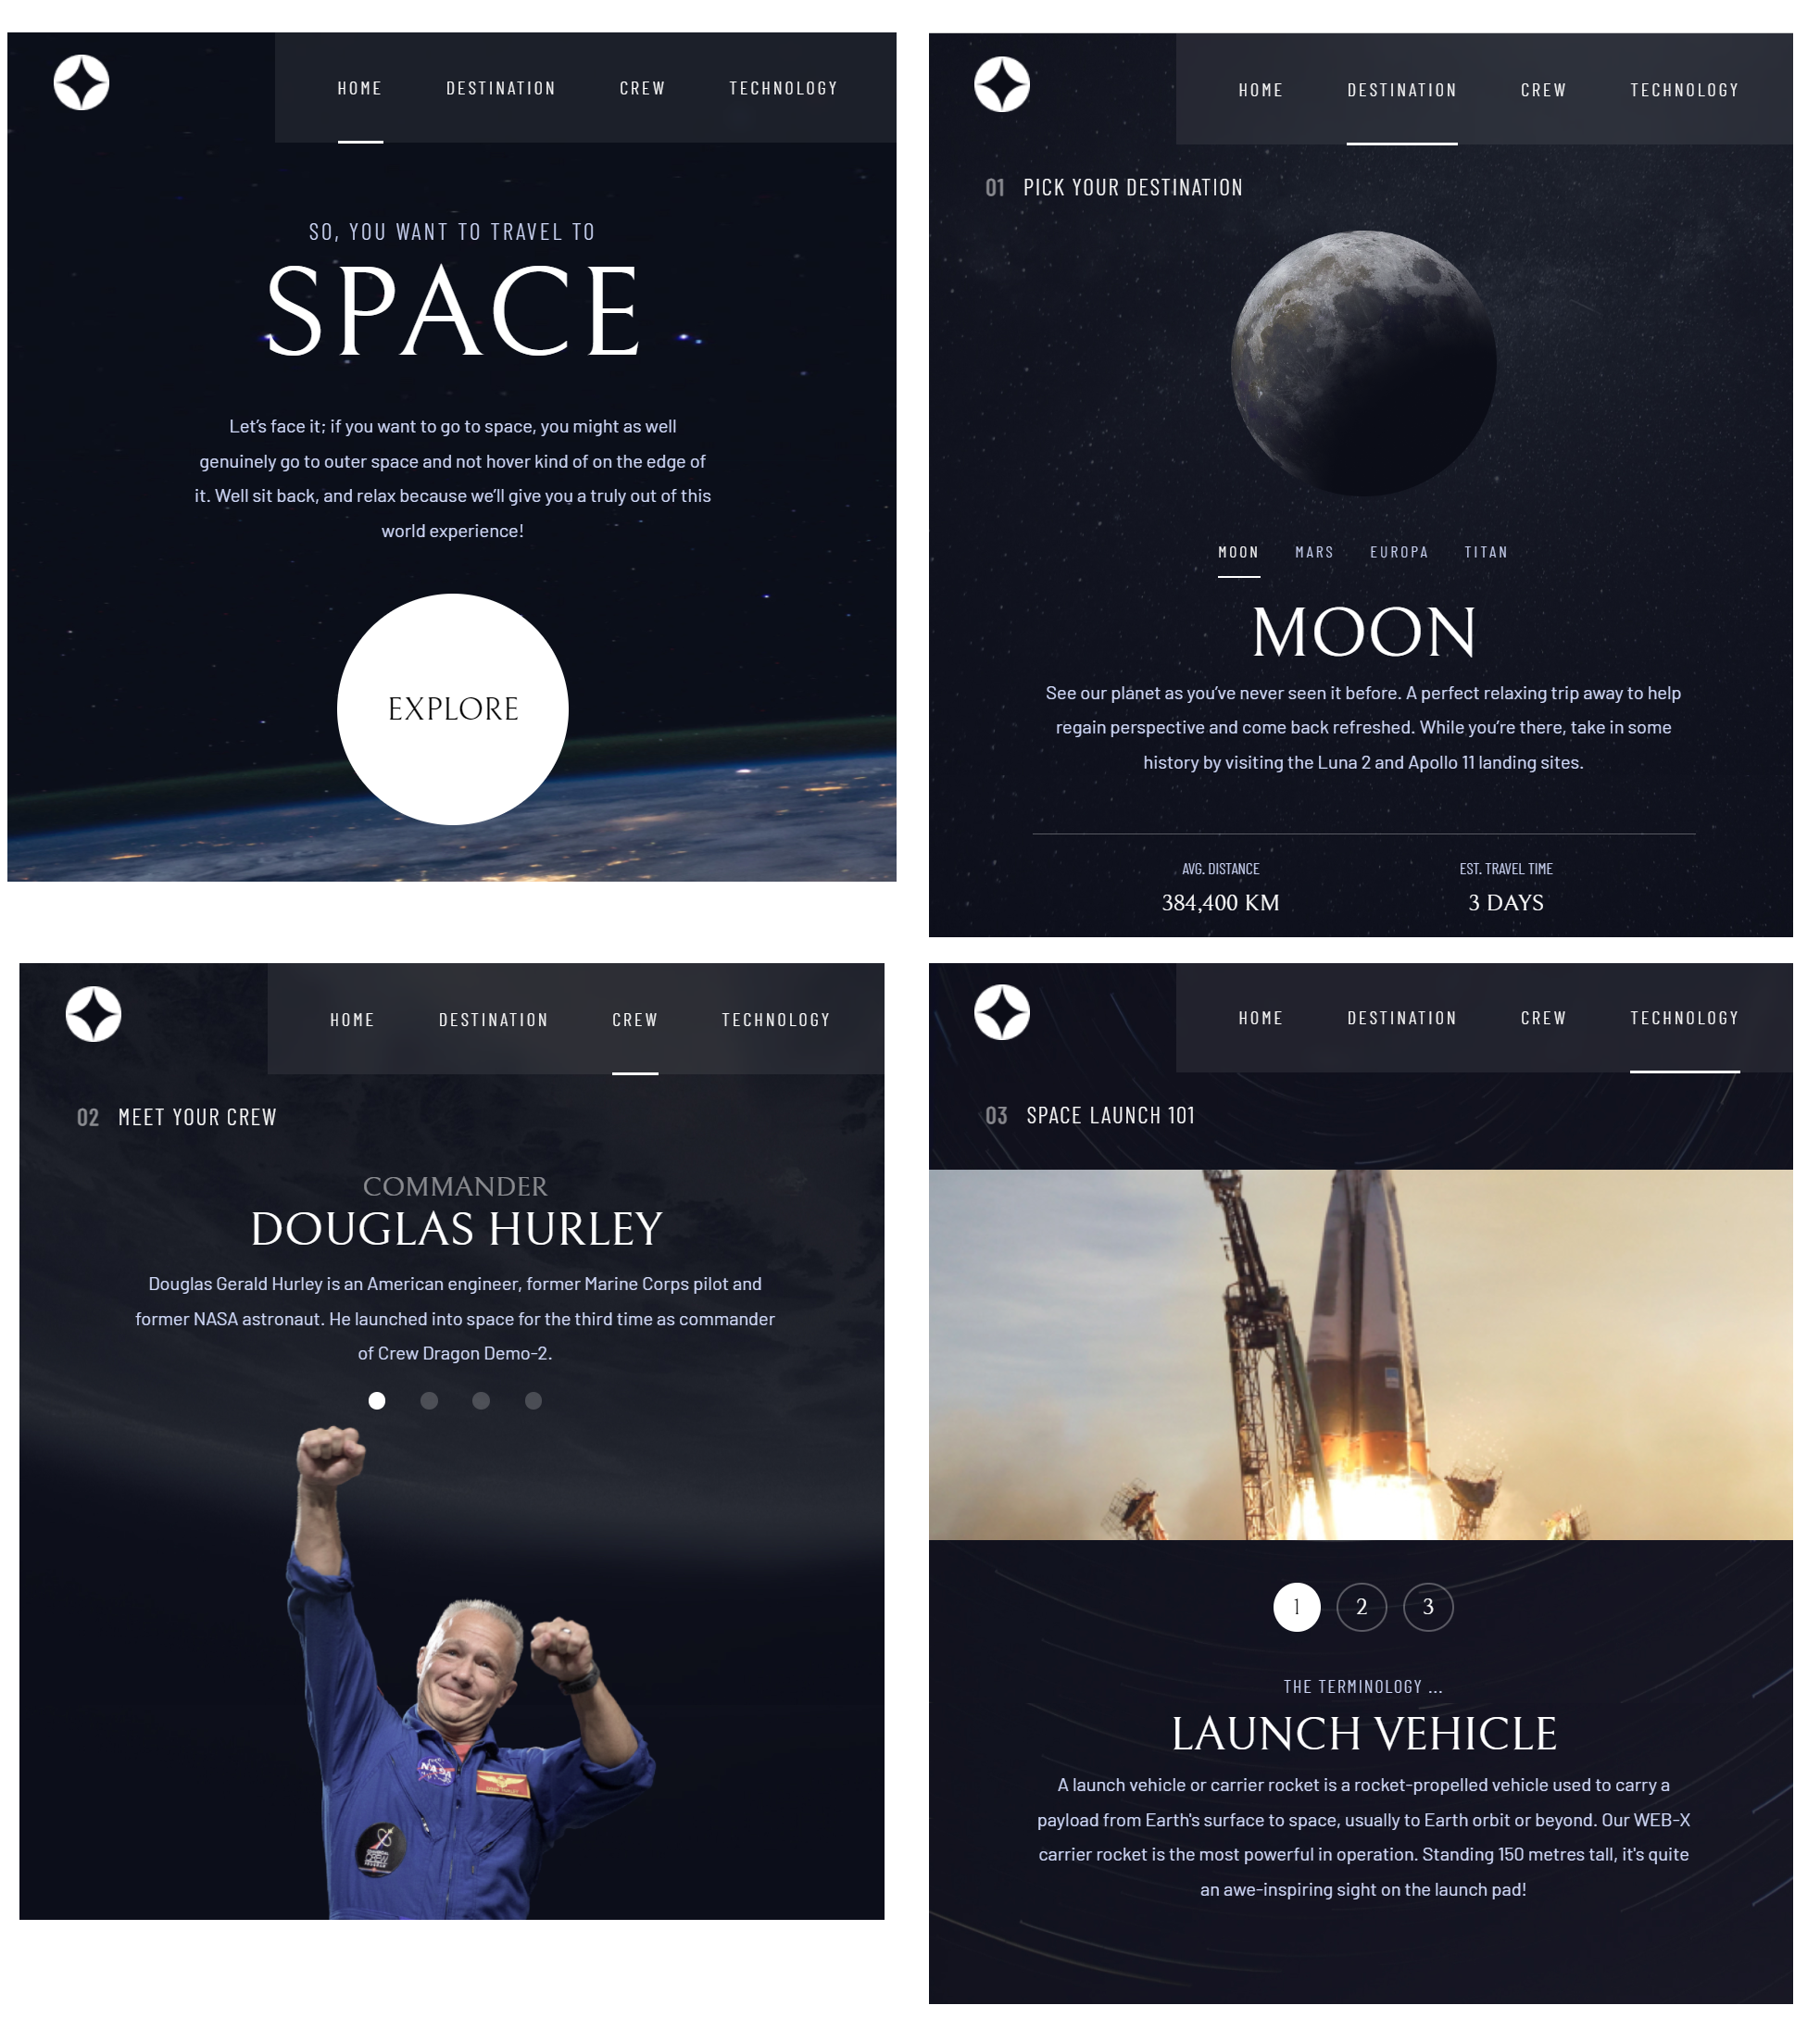 HOME DESTINATION CREW TECHNOLOGY
SO, YOU WANT TO TRAVEL TO
SPACE
Let’s face it; if you want to go to space, you might as well
genuinely go to outer space and not hover kind of on the edge of
it. Well sit back, and relax because we’ll give you a truly out of this
world experience!
EXPLORE
HOME DESTINATION CREW TECHNOLOGY
01 PICK YOUR DESTINATION
MOON MARS EUROPA TITAN
MOON
See our planet as you’ve never seen it before. A perfect relaxing trip away to help
regain perspective and come back refreshed. While you’re there, take in some
history by visiting the Luna 2 and Apollo 11 landing sites.
AVG. DISTANCE EST. TRAVEL TIME
384,400 KM 3 DAYS
HOME DESTINATION CREW TECHNOLOGY
02 MEET YOUR CREW
COMMANDER
DOUGLAS HURLEY
Douglas Gerald Hurley is an American engineer, former Marine Corps pilot and
former NASA astronaut. He launched into space for the third time as commander
of Crew Dragon Demo-2.
NASA
CREW
HOME DESTINATION CREW TECHNOLOGY
03 SPACE LAUNCH 101
1 2 3
THE TERMINOLOGY ...
LAUNCH VEHICLE
A launch vehicle or carrier rocket is a rocket-propelled vehicle used to carry a
payload from Earth's surface to space, usually to Earth orbit or beyond. Our WEB-X
carrier rocket is the most powerful in operation. Standing 150 metres tall, it's quite
an awe-inspiring sight on the launch pad!